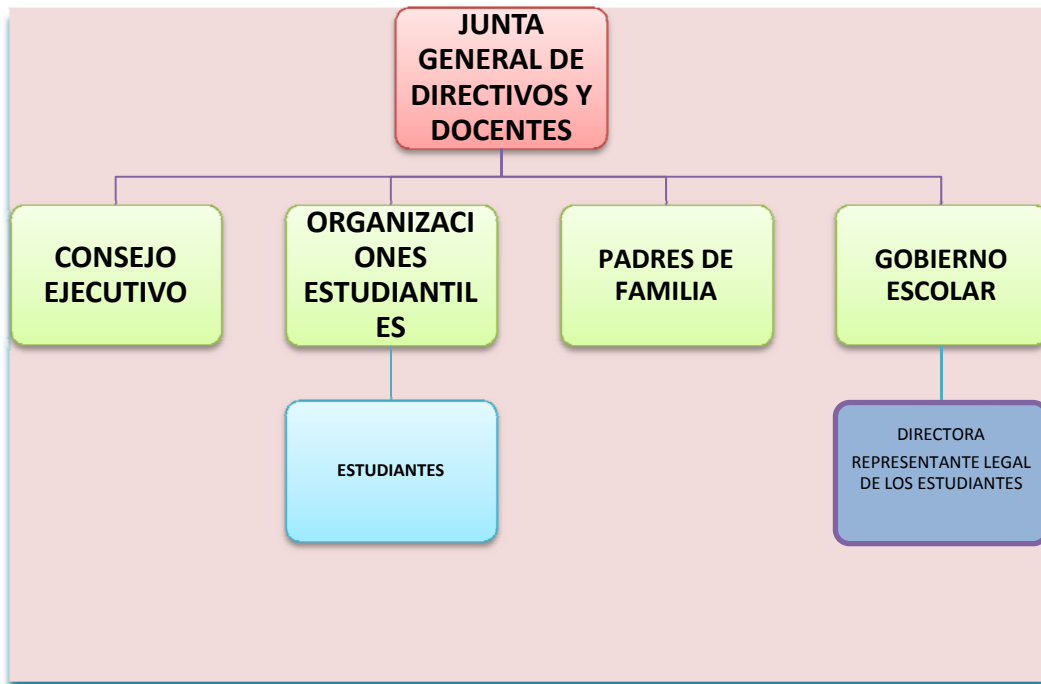 JUNTA
GENERAL DE
DIRECTIVOS Y
DOCENTES
CONSEJO
EJECUTIVO
ORGANIZACI
ONES
ESTUDIANTIL
ES
PADRES DE
FAMILIA
GOBIERNO
ESCOLAR
ESTUDIANTES
DIRECTORA
REPRESENTANTE LEGAL
DE LOS ESTUDIANTES